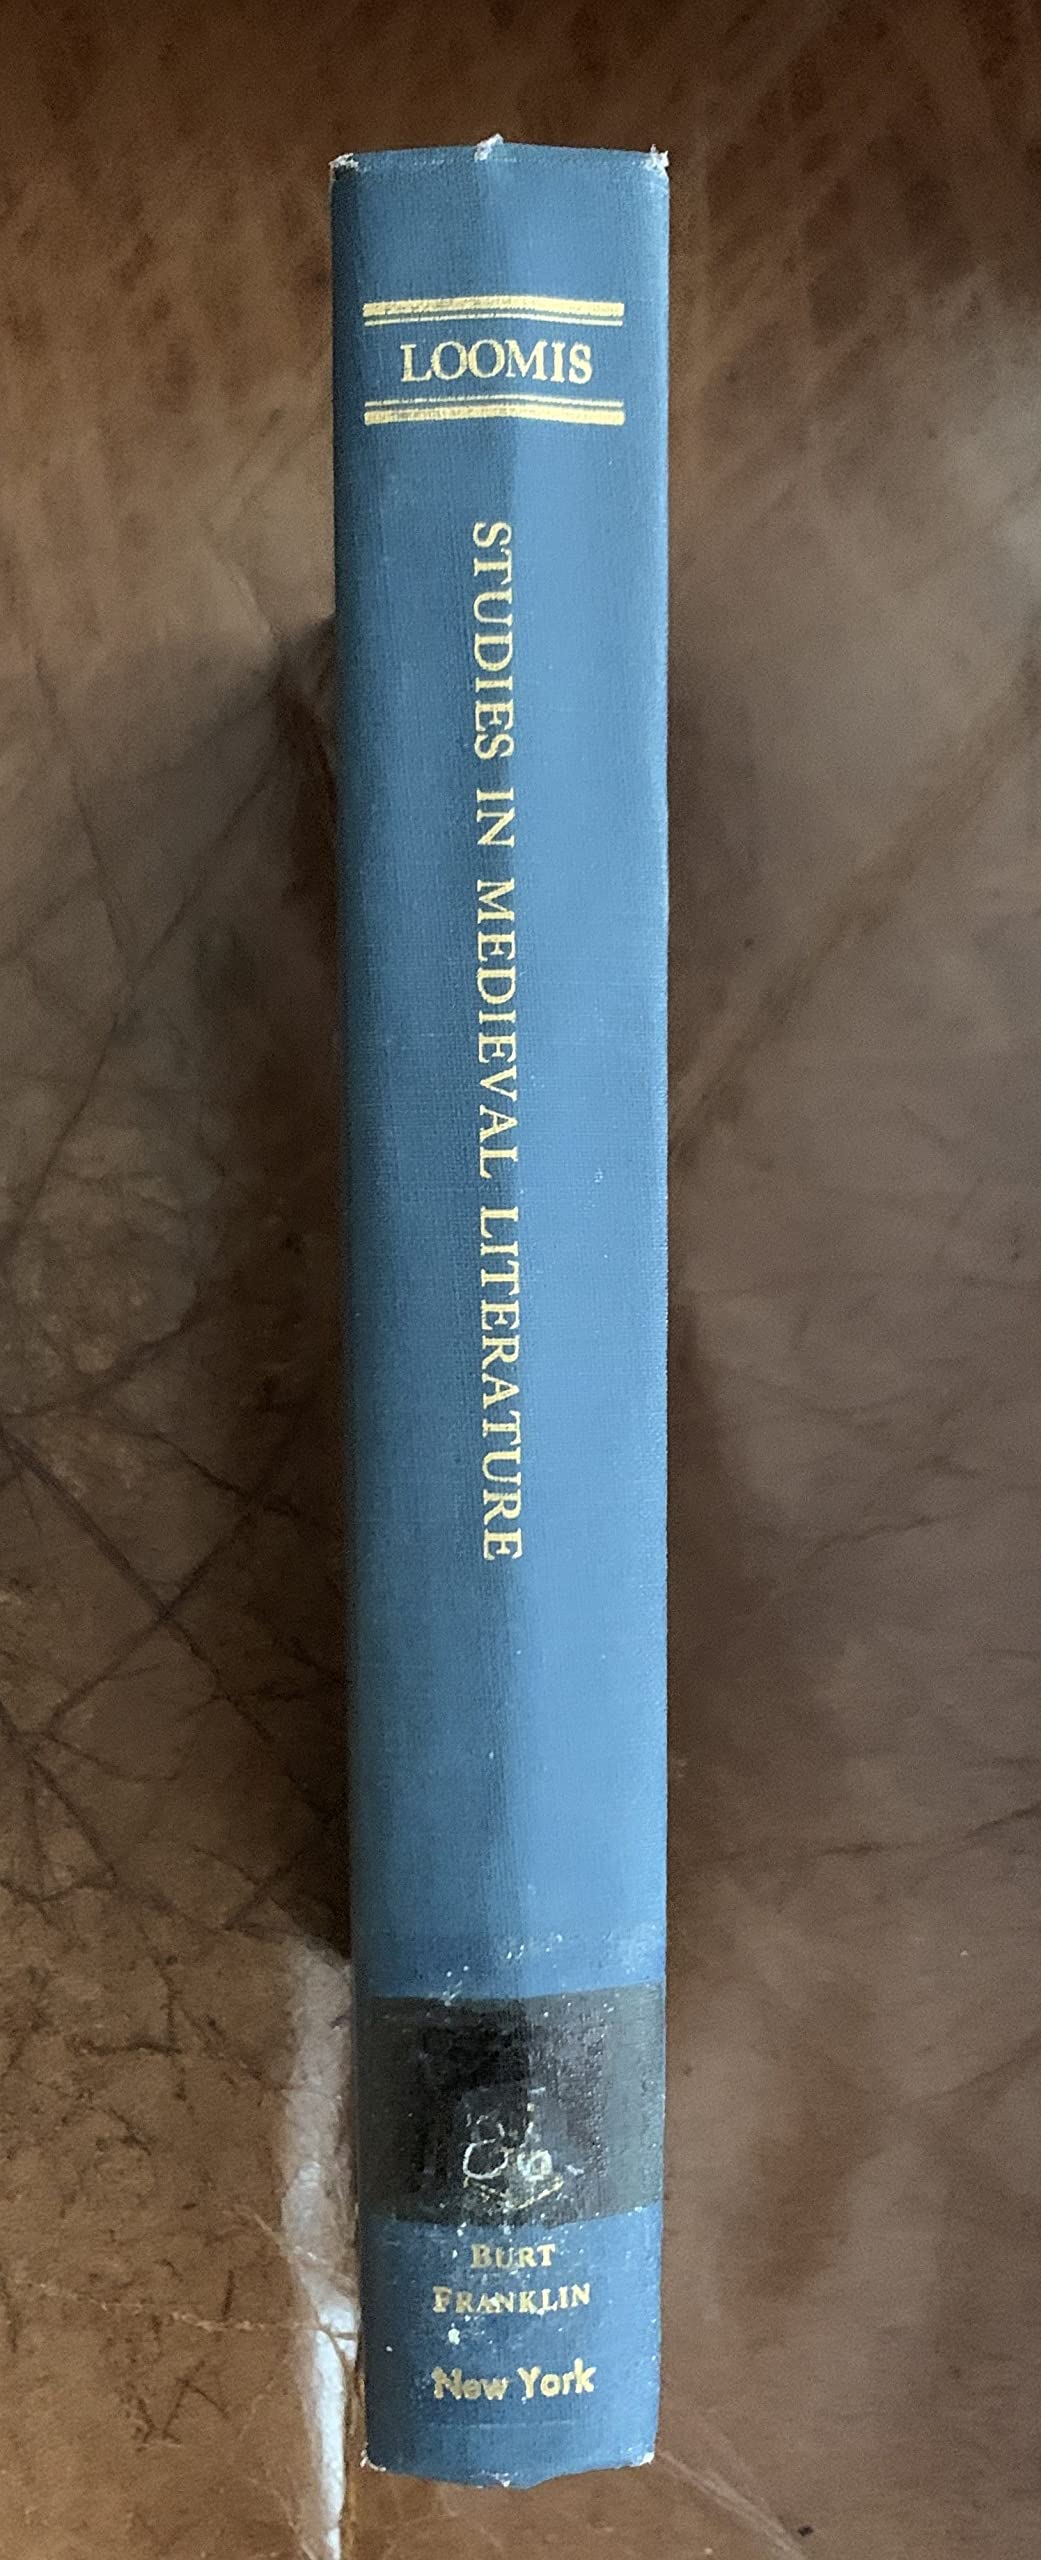 LOOMIS
STUDIES IN MEDIEVAL LITERATURE
BURT
FRANKLIN
New York